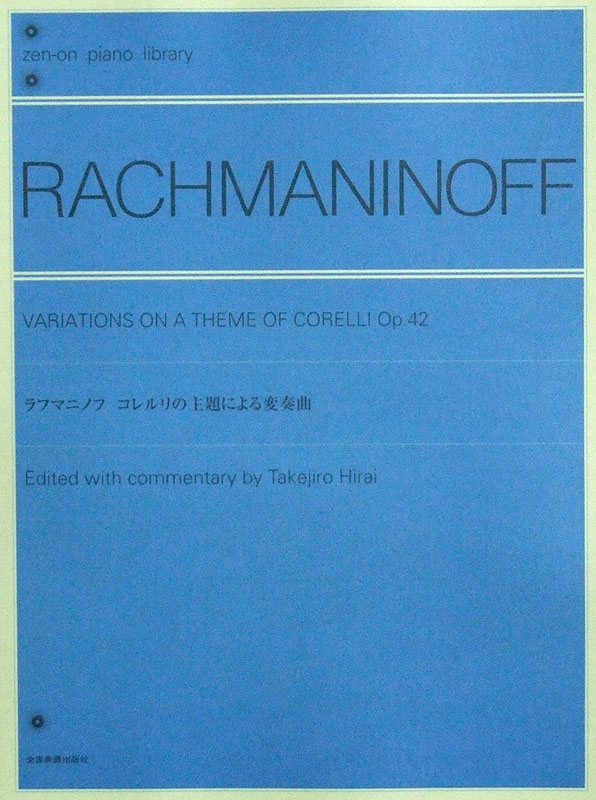 zen-on piano library
RACHMANINOFF
VARIATIONS ON A THEME OF CORELLI Op.42
ラフマニノフ コレルリの主題による変奏曲
Edited with commentary by Takejiro Hirai
全音楽譜出版社